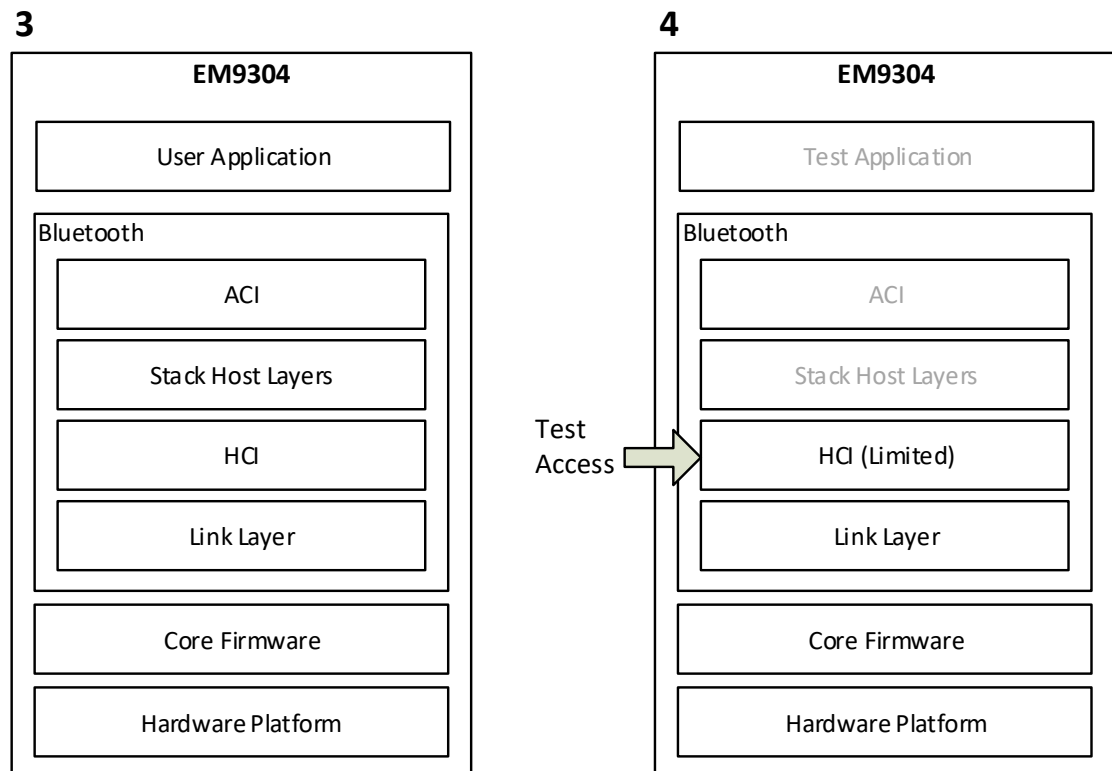 3
EM9304
User Application
Bluetooth
ACI
Stack Host Layers
HCI
Link Layer
Core Firmware
Hardware Platform
4
EM9304
Test Application
Bluetooth
ACI
Stack Host Layers
Test
Access
HCI (Limited)
Link Layer
Core Firmware
Hardware Platform